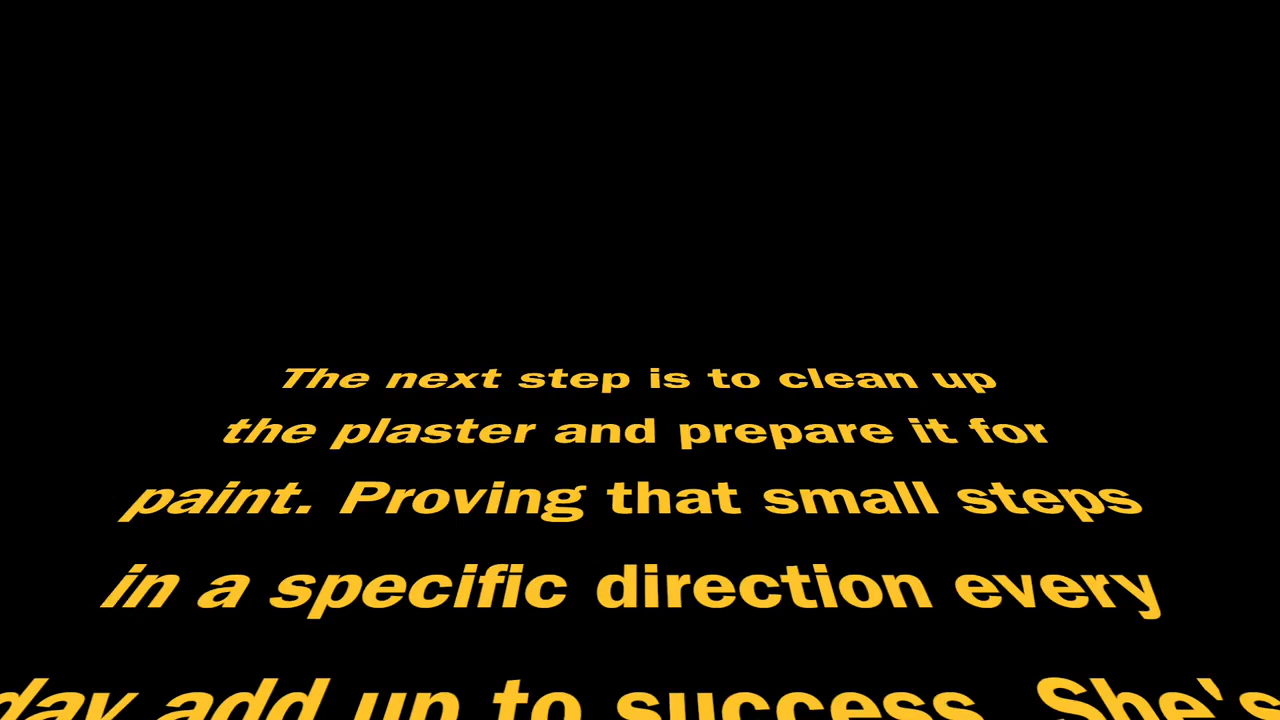 The next step is to clean up
the plaster and prepare it for
paint. Proving that small steps
in a specific direction every
day add up to success. She's